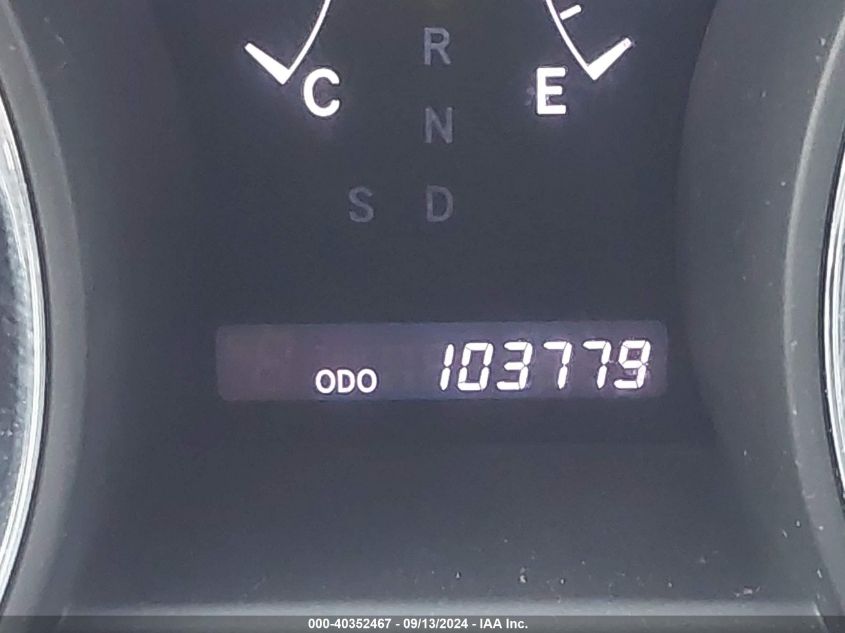 R
C E
N
S D
ODO 103779
000-40352467 - 09/13/2024 - IAA Inc.